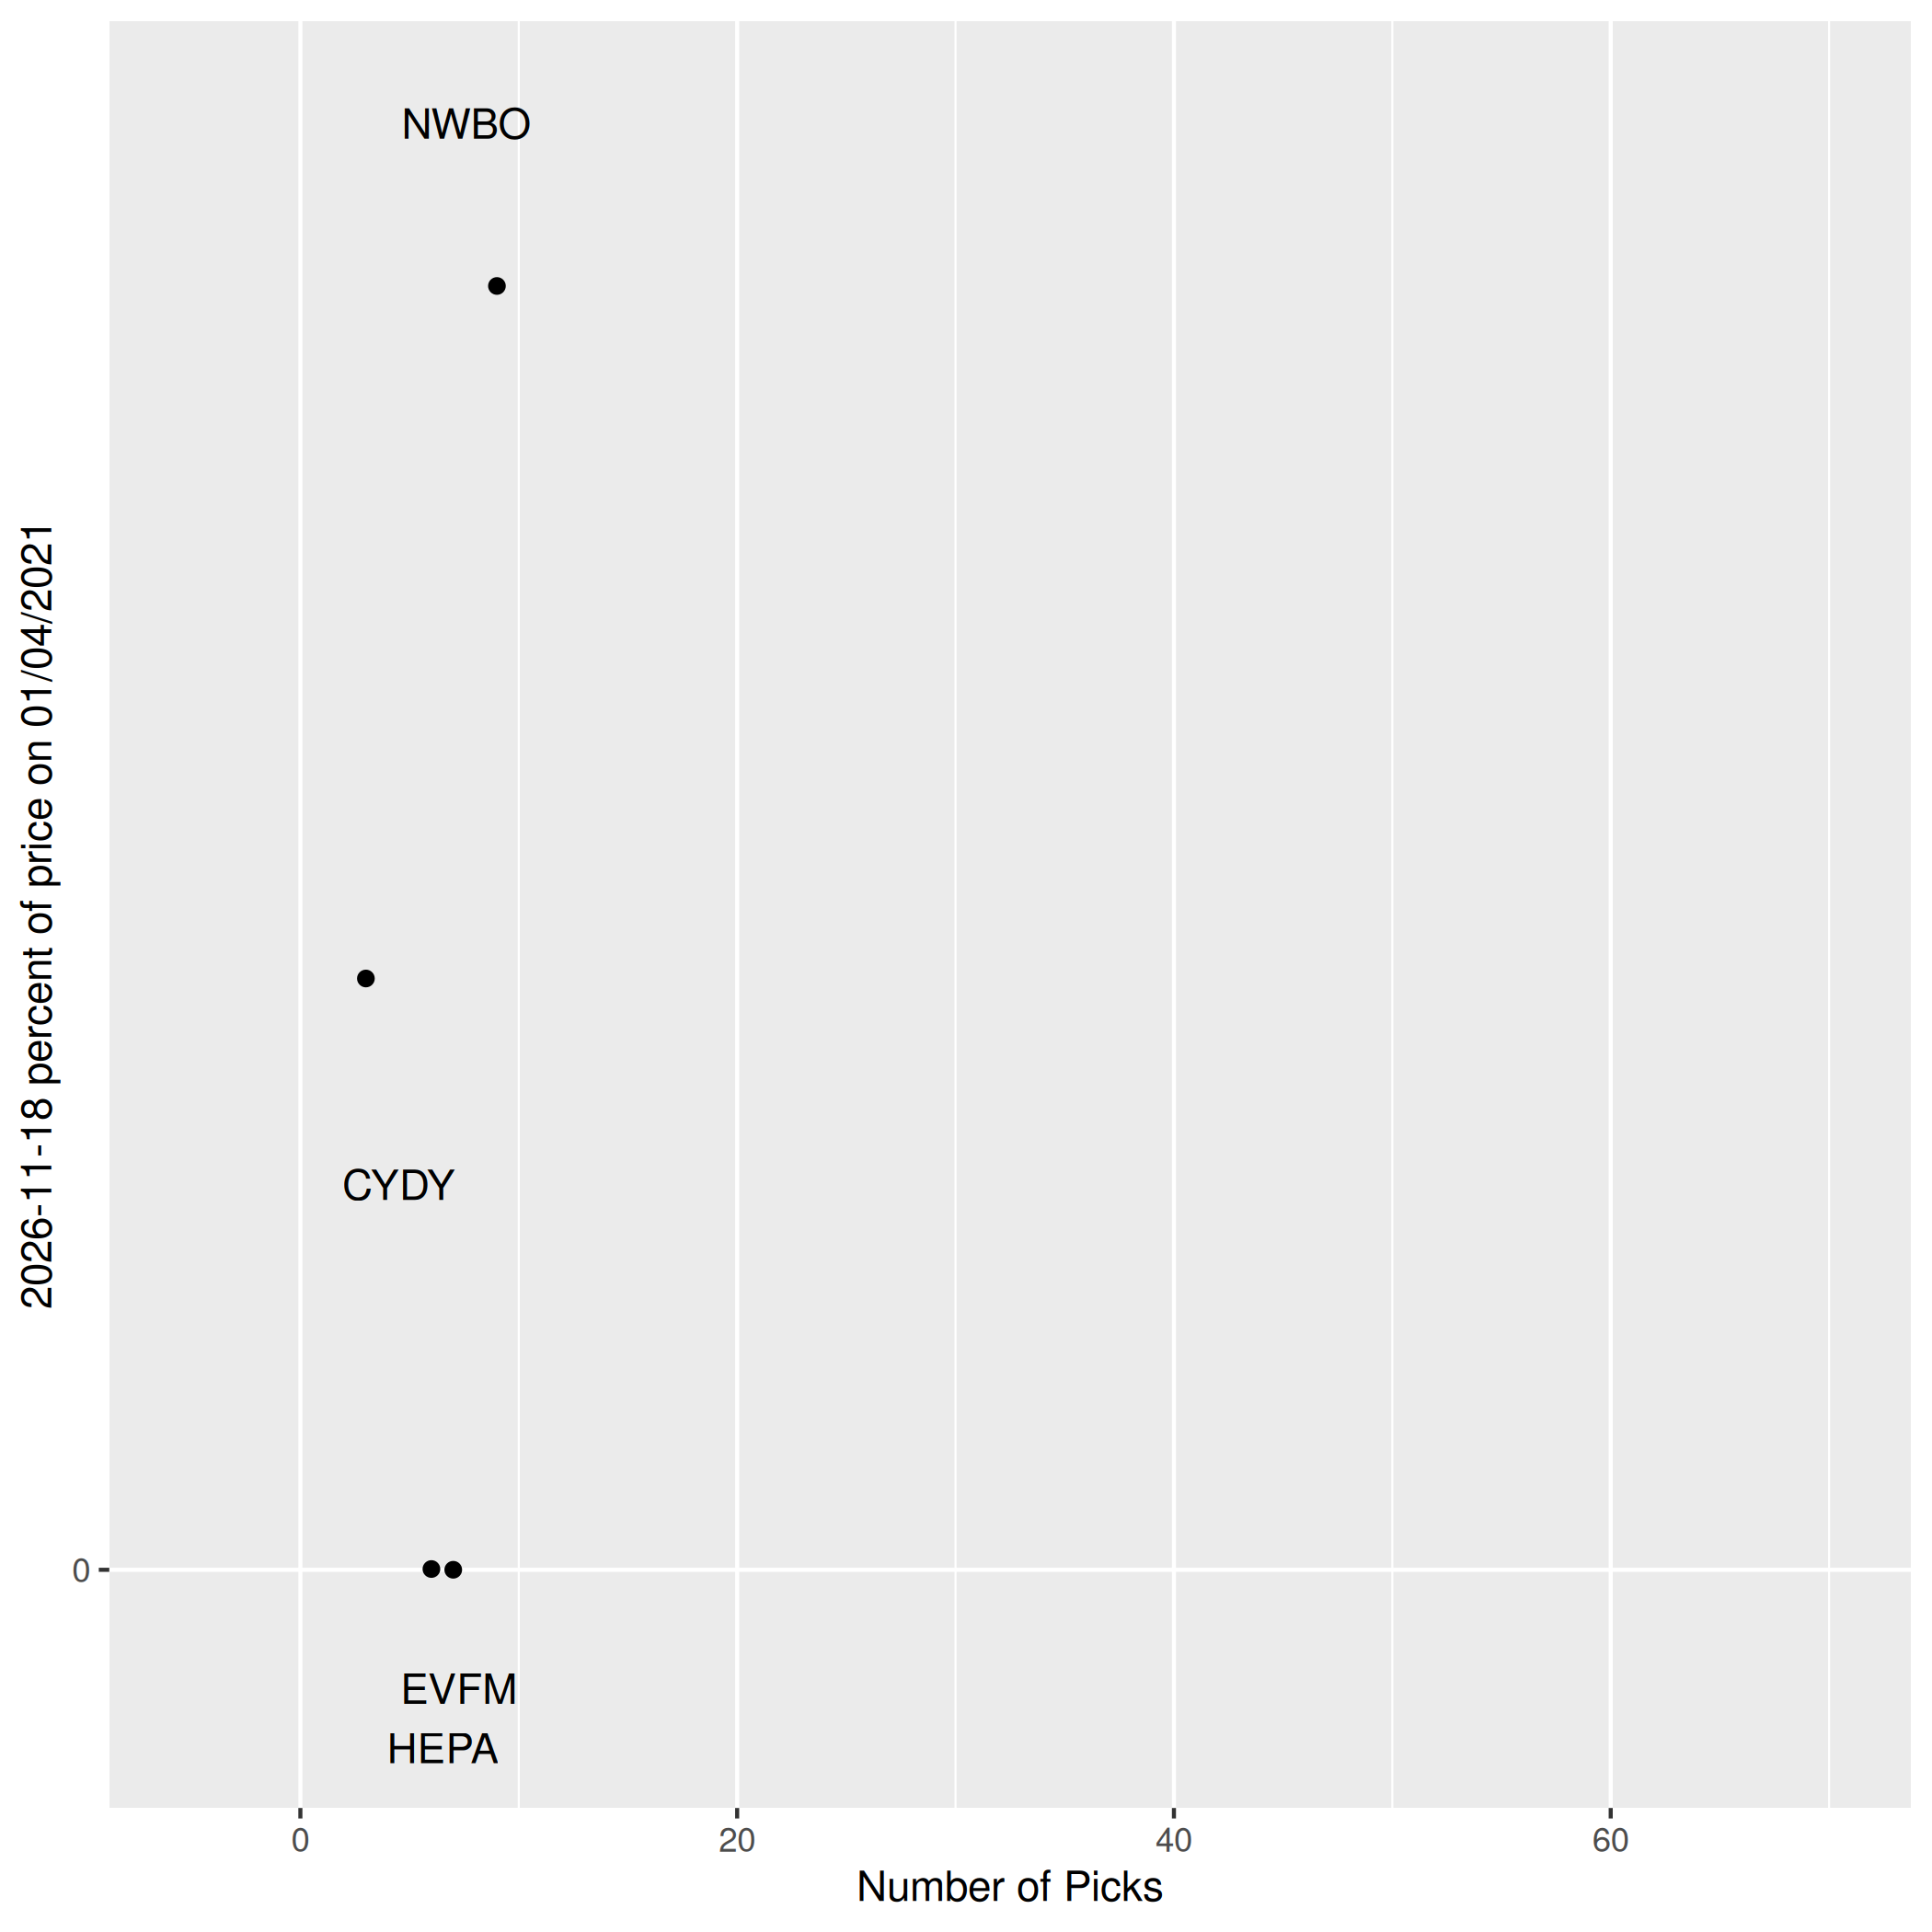 NWBO
2026-11-18 percent of price on 01/04/2021
CYDY
0
EVFM
HEPA
0 20 40 60
Number of Picks